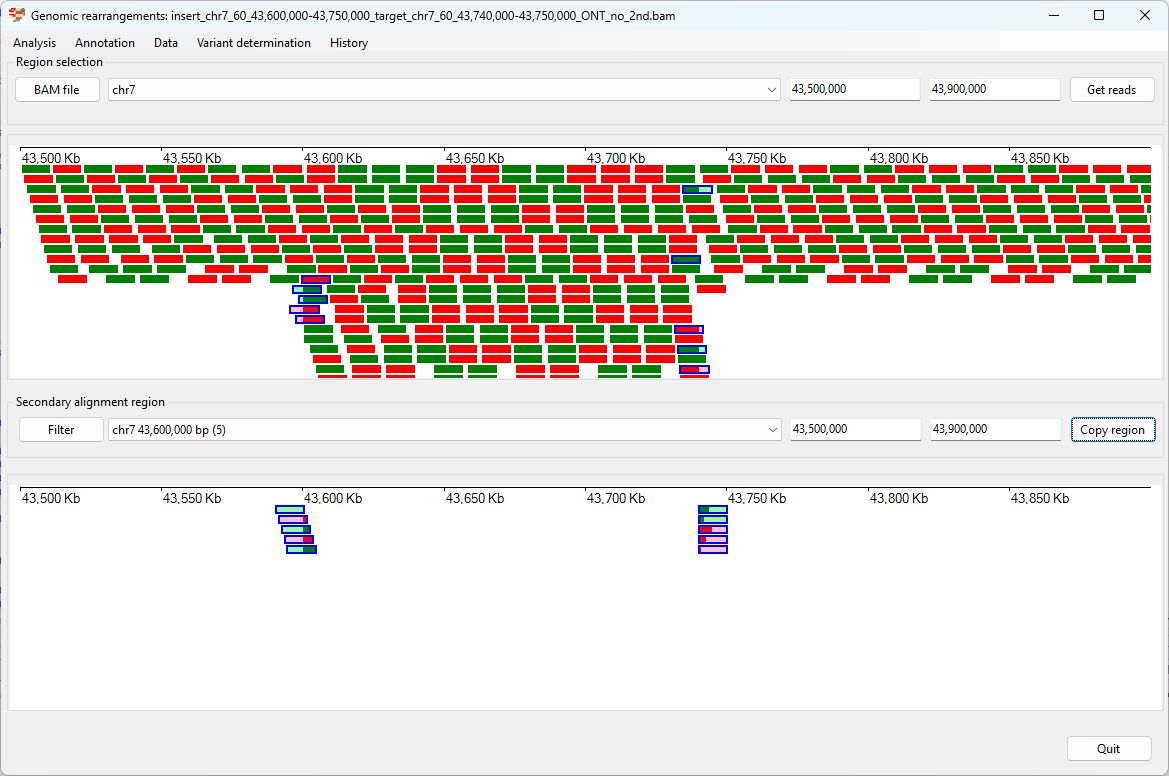 Genomic rearrangements: insert_chr7_60_43,600,000-43,750,000_target_chr7_60_43,740,000-43,750,000_ONT_no_2nd.bam
Analysis Annotation Data Variant determination History
Region selection
BAM file chr7 43,500,000 43,900,000 Get reads
43,500 Kb 43,550 Kb 43,600 Kb 43,650 Kb 43,700 Kb 43,750 Kb 43,800 Kb 43,850 Kb
Secondary alignment region
Filter chr7 43,600,000 bp (5) 43,500,000 43,900,000 Copy region
43,500 Kb 43,550 Kb 43,600 Kb 43,650 Kb 43,700 Kb 43,750 Kb 43,800 Kb 43,850 Kb
Quit